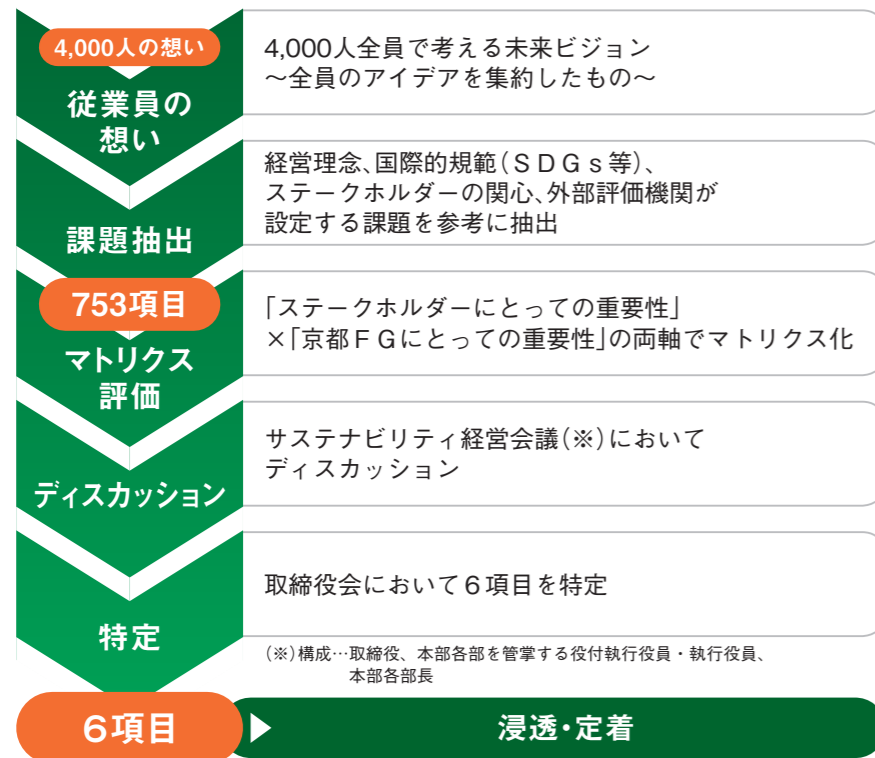 4,000人の想い
従業員の
想い
4,000人全員で考える未来ビジョン
〜全員のアイデアを集約したもの〜
課題抽出
経営理念、国際的規範(SDGs等)、
ステークホルダーの関心、外部評価機関が
設定する課題を参考に抽出
753項目
マトリクス
評価
「ステークホルダーにとっての重要性」
×「京都FGにとっての重要性」の両軸でマトリクス化
ディスカッション
サステナビリティ経営会議(※)において
ディスカッション
特定
取締役会において6項目を特定
(※)構成…取締役、本部各部を管掌する役付執行役員・執行役員、
本部各部長
6項目
浸透・定着